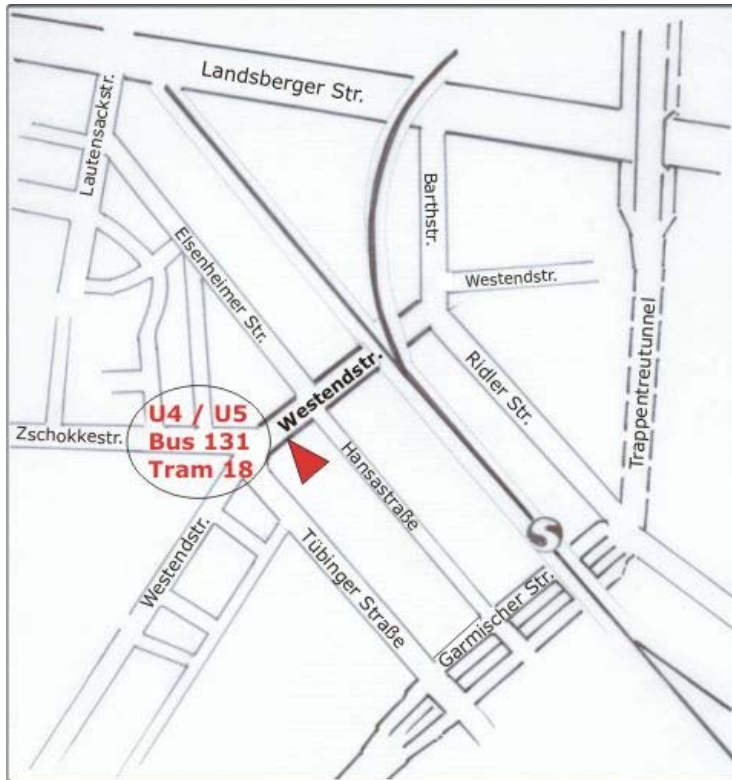 Landsberger Str.
Lautensackstr.
Barthstr.
Elsenheimer Str.
Westendstr.
Westendstr.
Ridler Str.
Trappentreutunnel
U4 / U5
Bus 131
Tram 18
Zschokkestr.
Hansastraße
Westendstr.
Tübinger Straße
Garmischer Str.